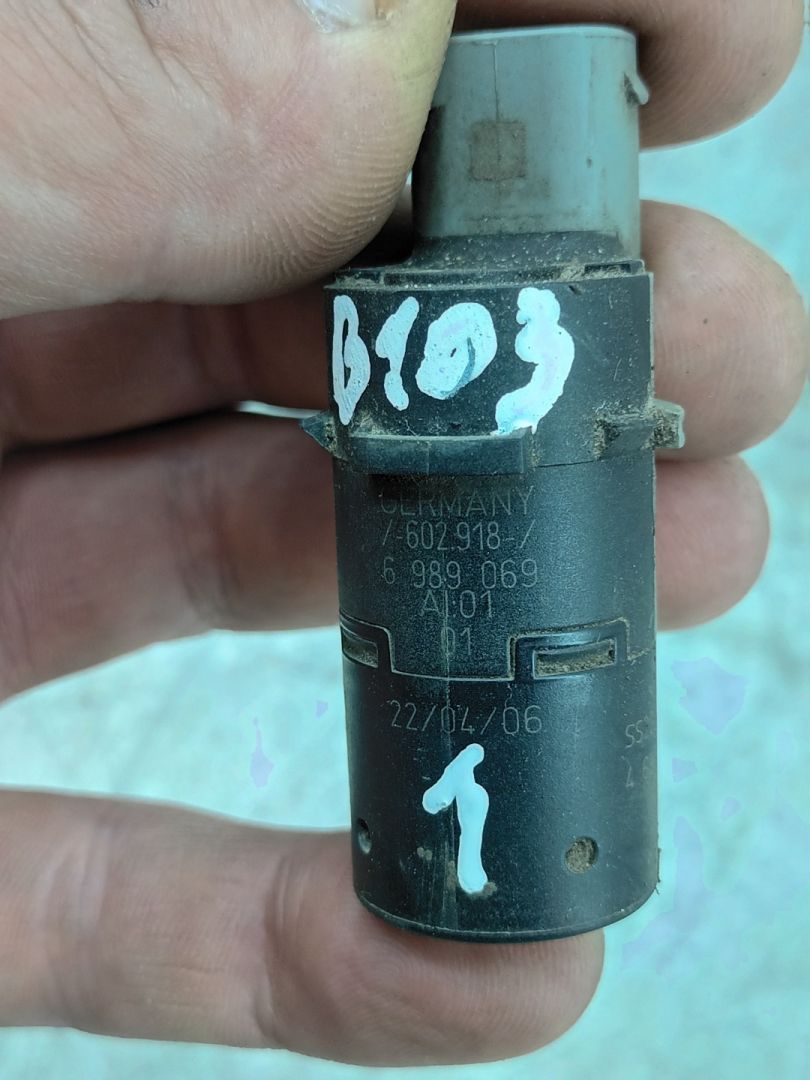 B103
GERMANY
/-602.918-/
6 989 069
AI:01
01
22/04/06
1